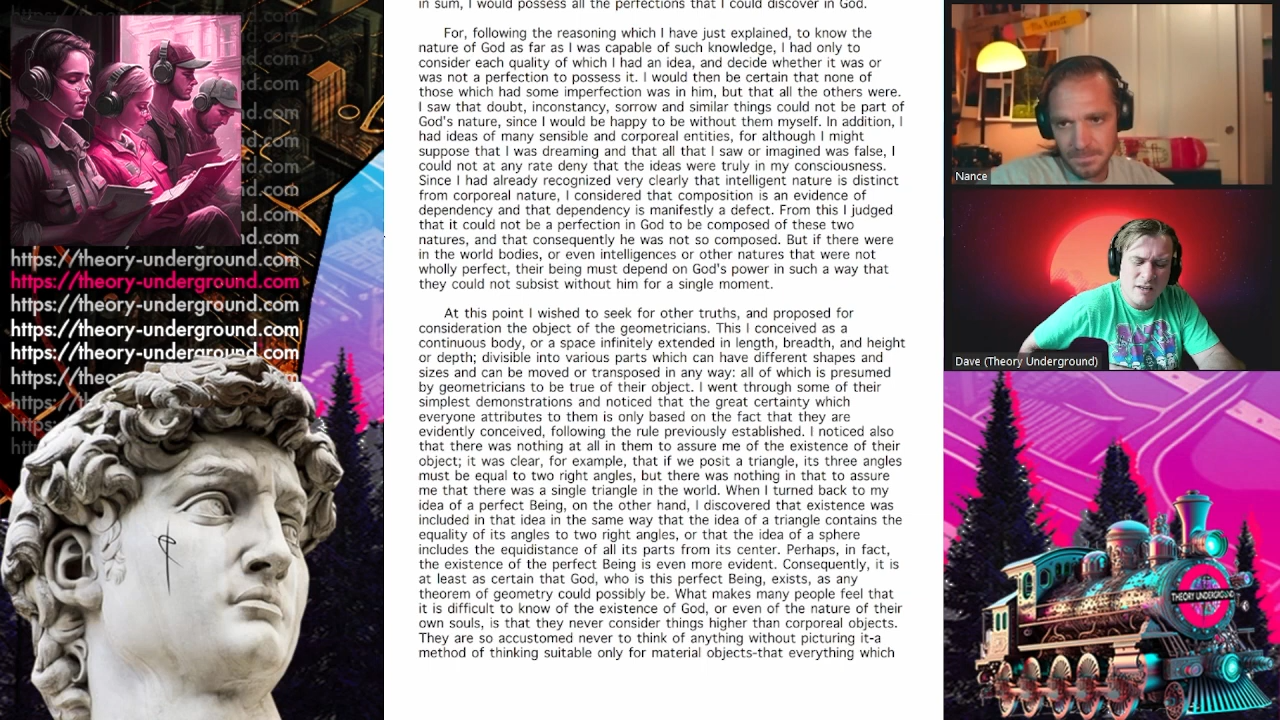 in sum, I would possess all the perfections that I could discover in God.
For, following the reasoning which I have just explained, to know the
nature of God as far as I was capable of such knowledge, I had only to
consider each quality of which I had an idea, and decide whether it was or
was not a perfection to possess it. I would then be certain that none of
those which had some imperfection was in him, but that all the others were.
I saw that doubt, inconstancy, sorrow and similar things could not be part of
God's nature, since I would be happy to be without them myself. In addition, I
had ideas of many sensible and corporeal entities, for although I might
suppose that I was dreaming and that all that I saw or imagined was false, I
could not at any rate deny that the ideas were truly in my consciousness.
Since I had already recognized very clearly that intelligent nature is distinct
from corporeal nature, I considered that composition is an evidence of
dependency and that dependency is manifestly a defect. From this I judged
that it could not be a perfection in God to be composed of these two
natures, and that consequently he was not so composed. But if there were
in the world bodies, or even intelligences or other natures that were not
wholly perfect, their being must depend on God's power in such a way that
they could not subsist without him for a single moment.
At this point I wished to seek for other truths, and proposed for
consideration the object of the geometricians. This I conceived as a
continuous body, or a space infinitely extended in length, breadth, and height
or depth; divisible into various parts which can have different shapes and
sizes and can be moved or transposed in any way: all of which is presumed
by geometricians to be true of their object. I went through some of their
simplest demonstrations and noticed that the great certainty which
everyone attributes to them is only based on the fact that they are
evidently conceived, following the rule previously established. I noticed also
that there was nothing at all in them to assure me of the existence of their
object; it was clear, for example, that if we posit a triangle, its three angles
must be equal to two right angles, but there was nothing in that to assure
me that there was a single triangle in the world. When I turned back to my
idea of a perfect Being, on the other hand, I discovered that existence was
included in that idea in the same way that the idea of a triangle contains the
equality of its angles to two right angles, or that the idea of a sphere
includes the equidistance of all its parts from its center. Perhaps, in fact,
the existence of the perfect Being is even more evident. Consequently, it is
at least as certain that God, who is this perfect Being, exists, as any
theorem of geometry could possibly be. What makes many people feel that
it is difficult to know of the existence of God, or even of the nature of their
own souls, is that they never consider things higher than corporeal objects.
They are so accustomed never to think of anything without picturing it-a
method of thinking suitable only for material objects-that everything which
https://theory-underground.com
https://theory-underground.com
https://theory-underground.com
https://theory-underground.com
https://theory-underground.com
Nance
Dave (Theory Underground)
THEORY UNDERGROUND